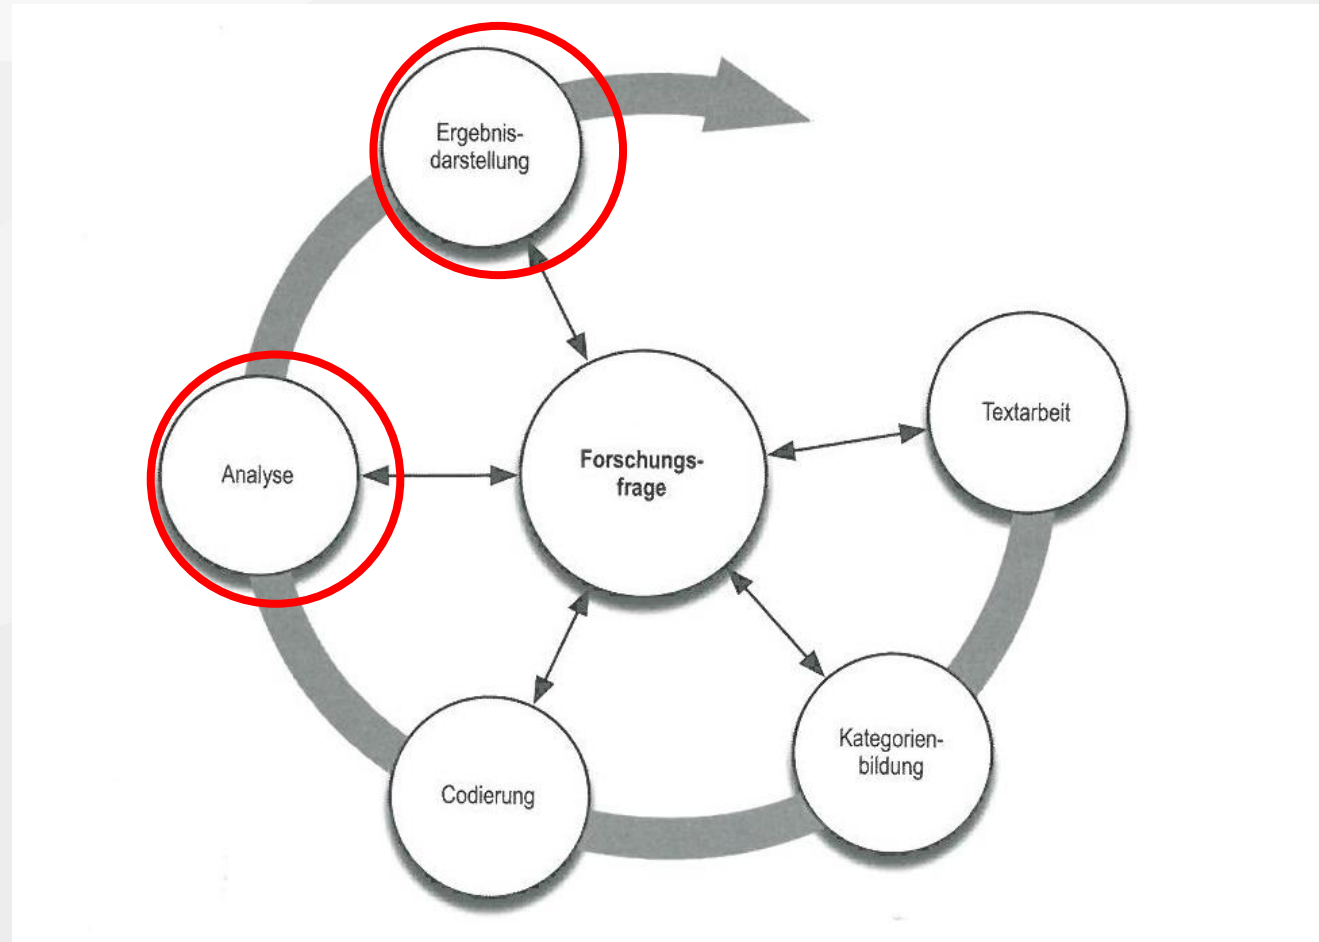 Ergebnis-
darstellung
Textarbeit
Forschungs-
frage
Analyse
Kategorien-
bildung
Codierung